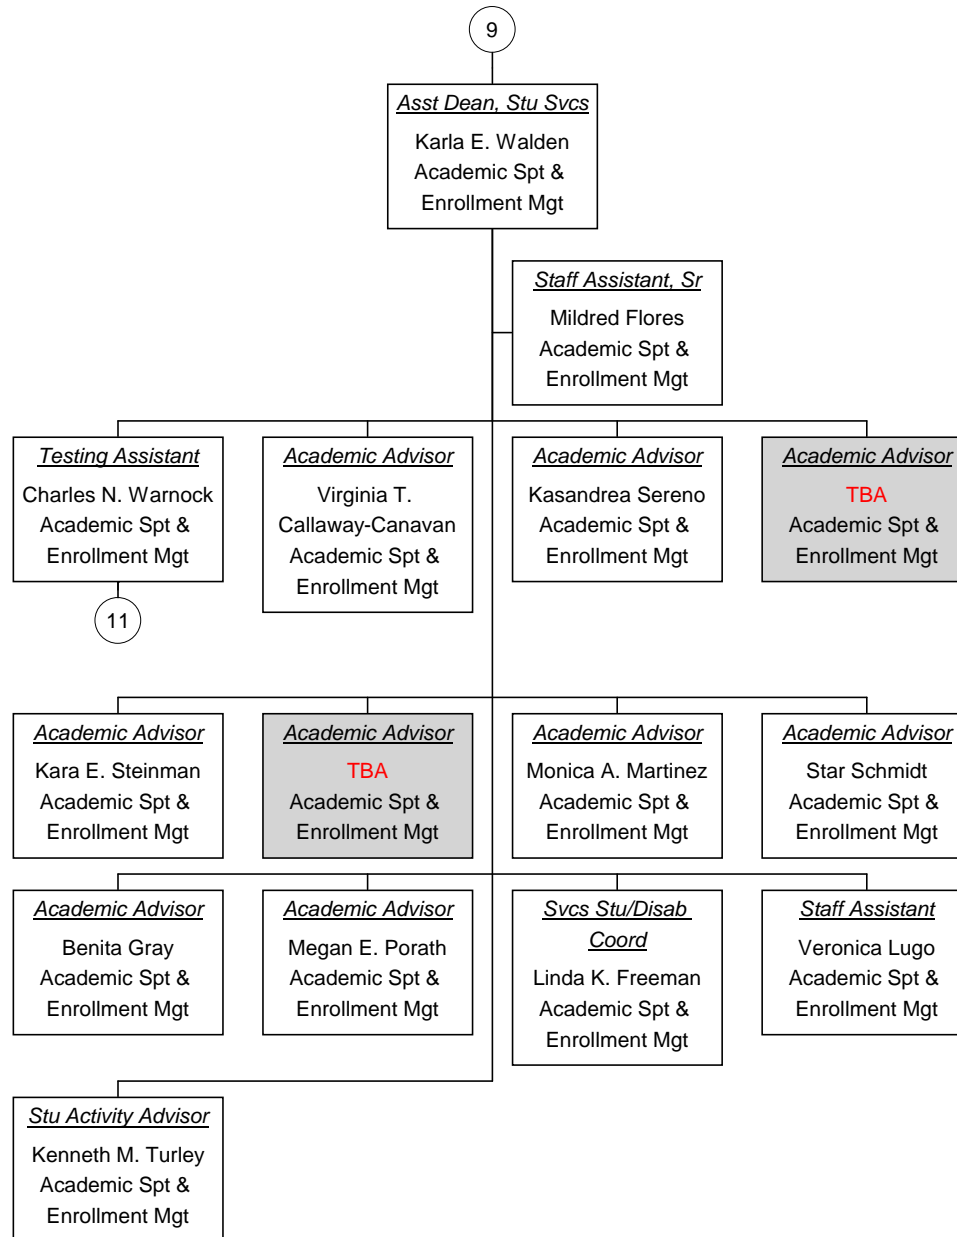 9
Asst Dean, Stu Svcs
Karla E. Walden
Academic Spt &
Enrollment Mgt
Staff Assistant, Sr
Mildred Flores
Academic Spt &
Enrollment Mgt
Testing Assistant
Charles N. Warnock
Academic Spt &
Enrollment Mgt
11
Academic Advisor
Virginia T.
Callaway-Canavan
Academic Spt &
Enrollment Mgt
Academic Advisor
Kasandrea Sereno
Academic Spt &
Enrollment Mgt
Academic Advisor
TBA
Academic Spt &
Enrollment Mgt
Academic Advisor
Kara E. Steinman
Academic Spt &
Enrollment Mgt
Academic Advisor
TBA
Academic Spt &
Enrollment Mgt
Academic Advisor
Monica A. Martinez
Academic Spt &
Enrollment Mgt
Academic Advisor
Star Schmidt
Academic Spt &
Enrollment Mgt
Academic Advisor
Benita Gray
Academic Spt &
Enrollment Mgt
Academic Advisor
Megan E. Porath
Academic Spt &
Enrollment Mgt
Svcs Stu/Disab
Coord
Linda K. Freeman
Academic Spt &
Enrollment Mgt
Staff Assistant
Veronica Lugo
Academic Spt &
Enrollment Mgt
Stu Activity Advisor
Kenneth M. Turley
Academic Spt &
Enrollment Mgt